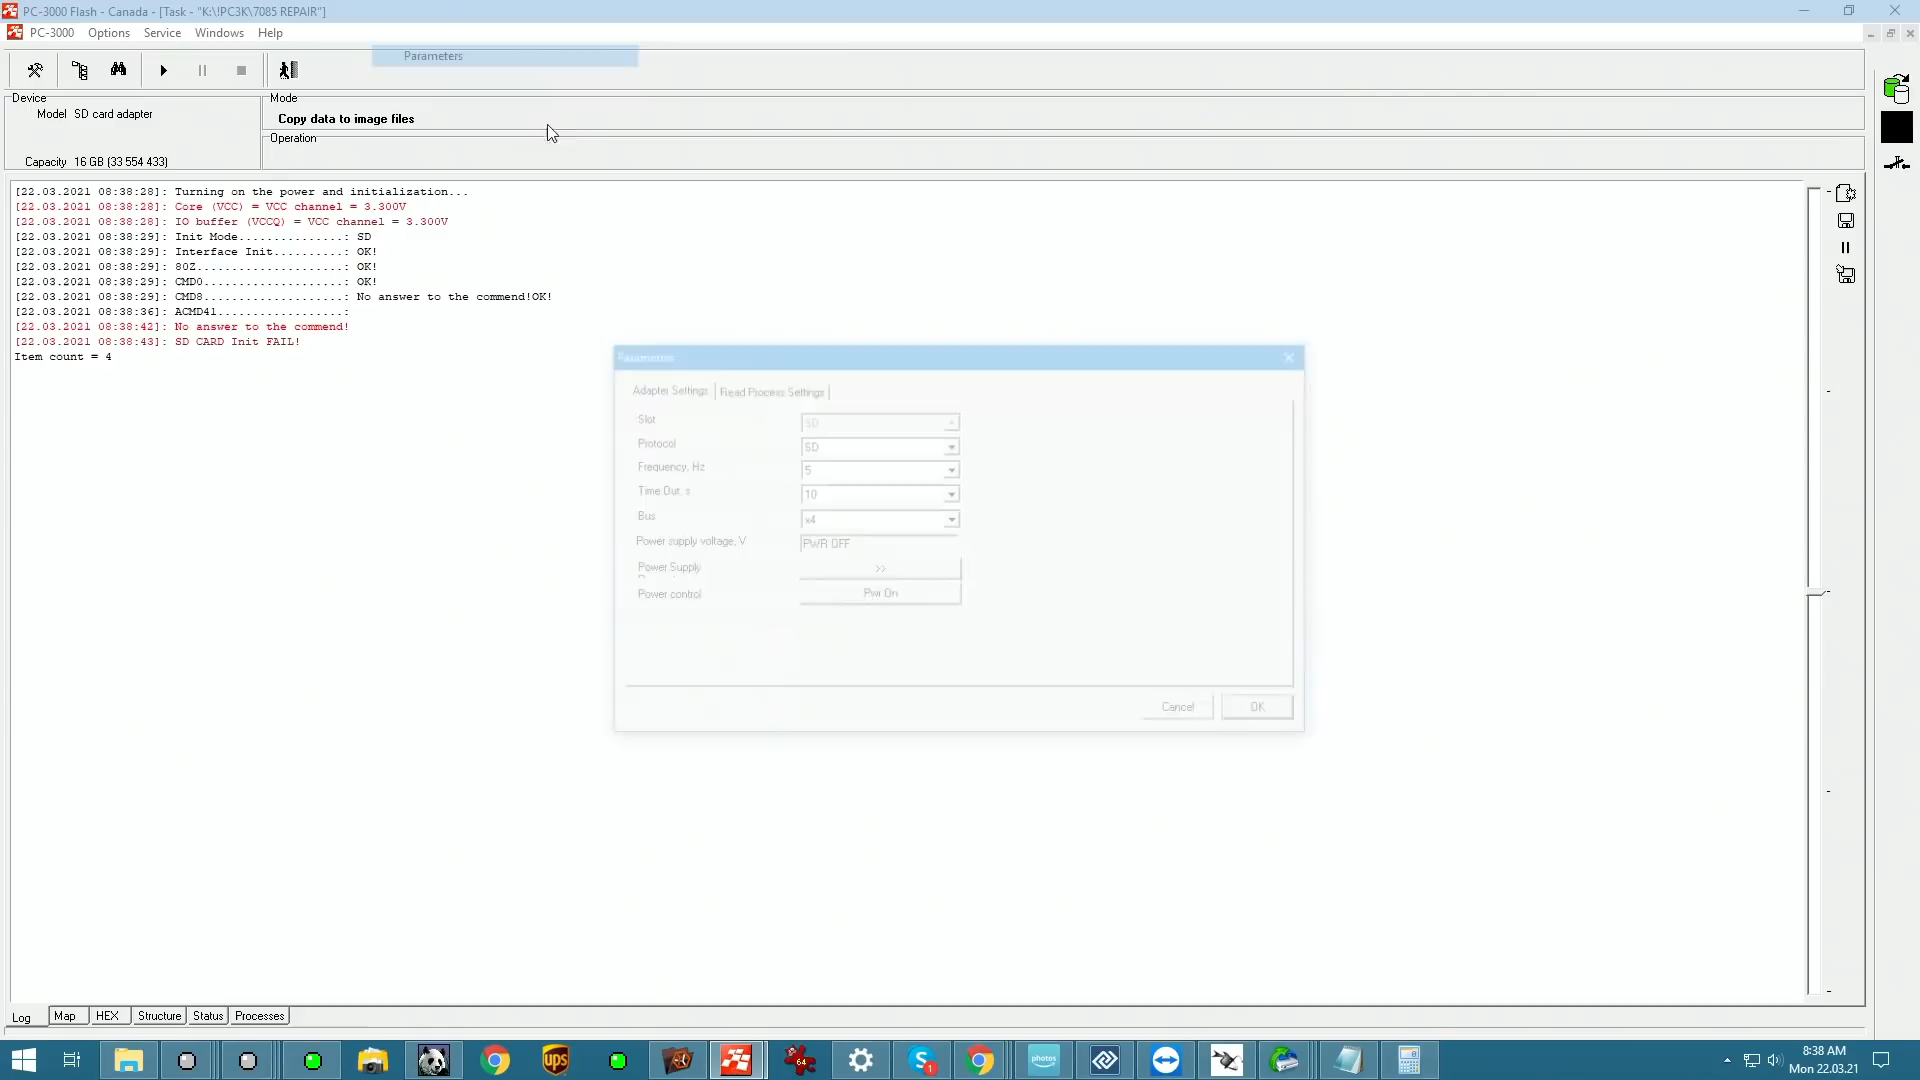 PC-3000 Flash - Canada - [Task - "K:\!PC3K\7085 REPAIR"]
PC-3000 Options Service Windows Help
Parameters
Device
Model SD card adapter
Capacity 16 GB (33 554 433)
Mode
Copy data to image files
Operation
[22.03.2021 08:38:28]: Turning on the power and initialization...
[22.03.2021 08:38:28]: Core (VCC) = VCC channel = 3.300V
[22.03.2021 08:38:28]: IO buffer (VCCQ) = VCC channel = 3.300V
[22.03.2021 08:38:29]: Init Mode...............: SD
[22.03.2021 08:38:29]: Interface Init..........: OK!
[22.03.2021 08:38:29]: 80Z.....................: OK!
[22.03.2021 08:38:29]: CMD0....................: OK!
[22.03.2021 08:38:29]: CMD8....................: No answer to the commend!OK!
[22.03.2021 08:38:36]: ACMD41..................:
[22.03.2021 08:38:42]: No answer to the commend!
[22.03.2021 08:38:43]: SD CARD Init FAIL!
Item count = 4
Parameters
Adapter Settings Read Process Settings
Slot SD
Protocol SD
Frequency, Hz 5
Time Out, s 10
Bus x4
Power supply voltage, V PWR OFF
Power Supply >>
Power control Pwr On
Cancel OK
Log Map HEX Structure Status Processes
ups
64
S 1
photos
8:38 AM
Mon 22.03.21